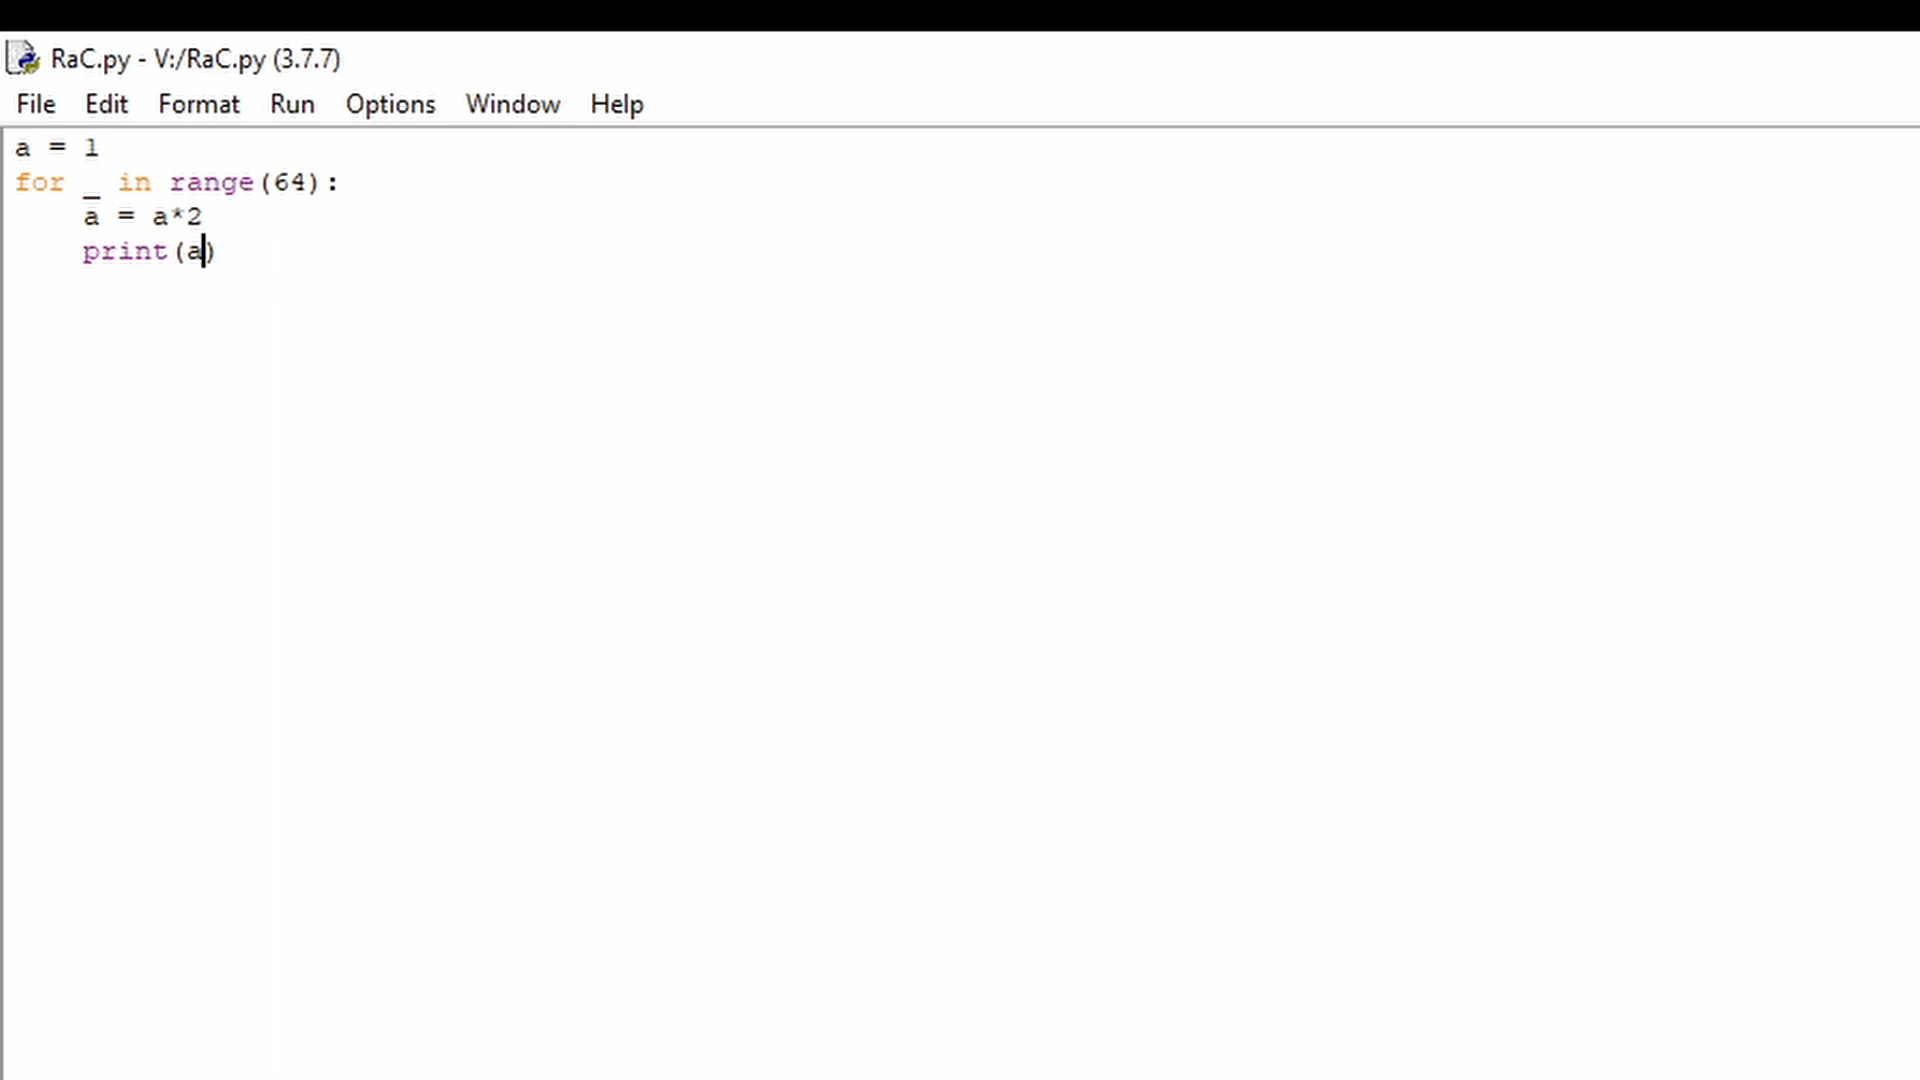 RaC.py - V:/RaC.py (3.7.7)
File Edit Format Run Options Window Help
a = 1
for _ in range(64):
    a = a*2
    print(a)